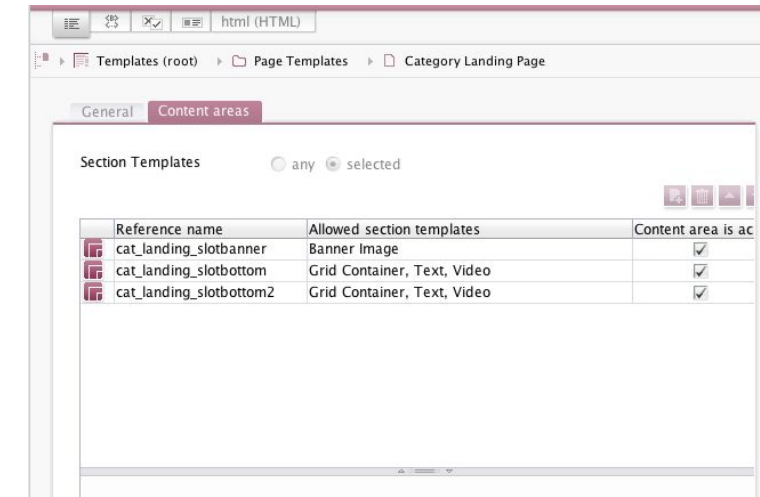 html (HTML)
Templates (root) Page Templates Category Landing Page
General Content areas
Section Templates any selected
Reference name Allowed section templates Content area is ac
cat_landing_slotbanner Banner Image
cat_landing_slotbottom Grid Container, Text, Video
cat_landing_slotbottom2 Grid Container, Text, Video